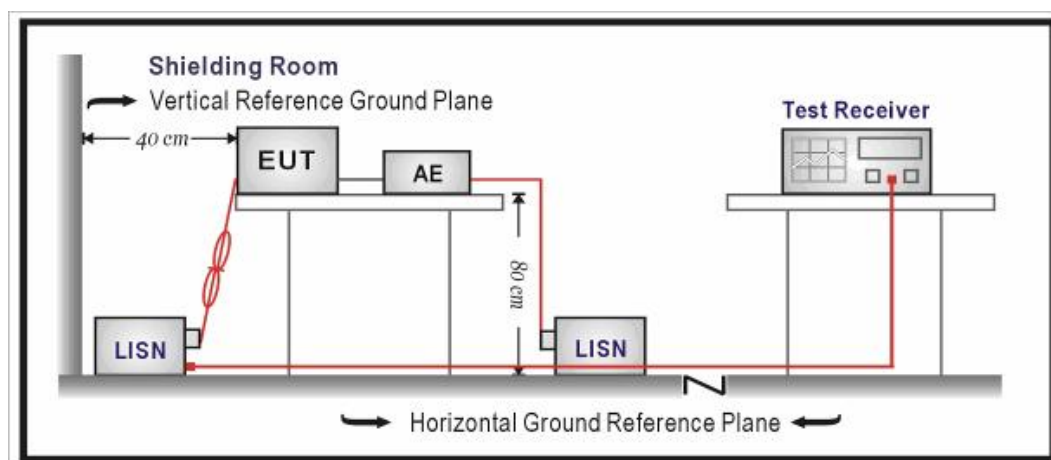 Shielding Room
Vertical Reference Ground Plane
40 cm
EUT
AE
Test Receiver
80 cm
LISN
LISN
Horizontal Ground Reference Plane